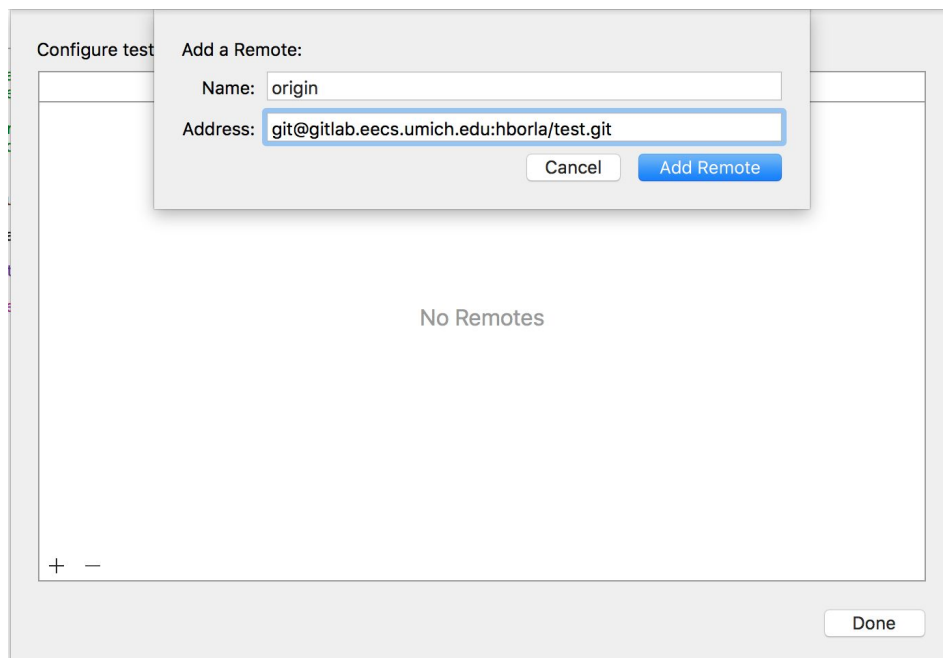 Configure test
Add a Remote:
Name: origin
Address: git@gitlab.eecs.umich.edu:hborla/test.git
Cancel Add Remote
No Remotes
+ −
Done